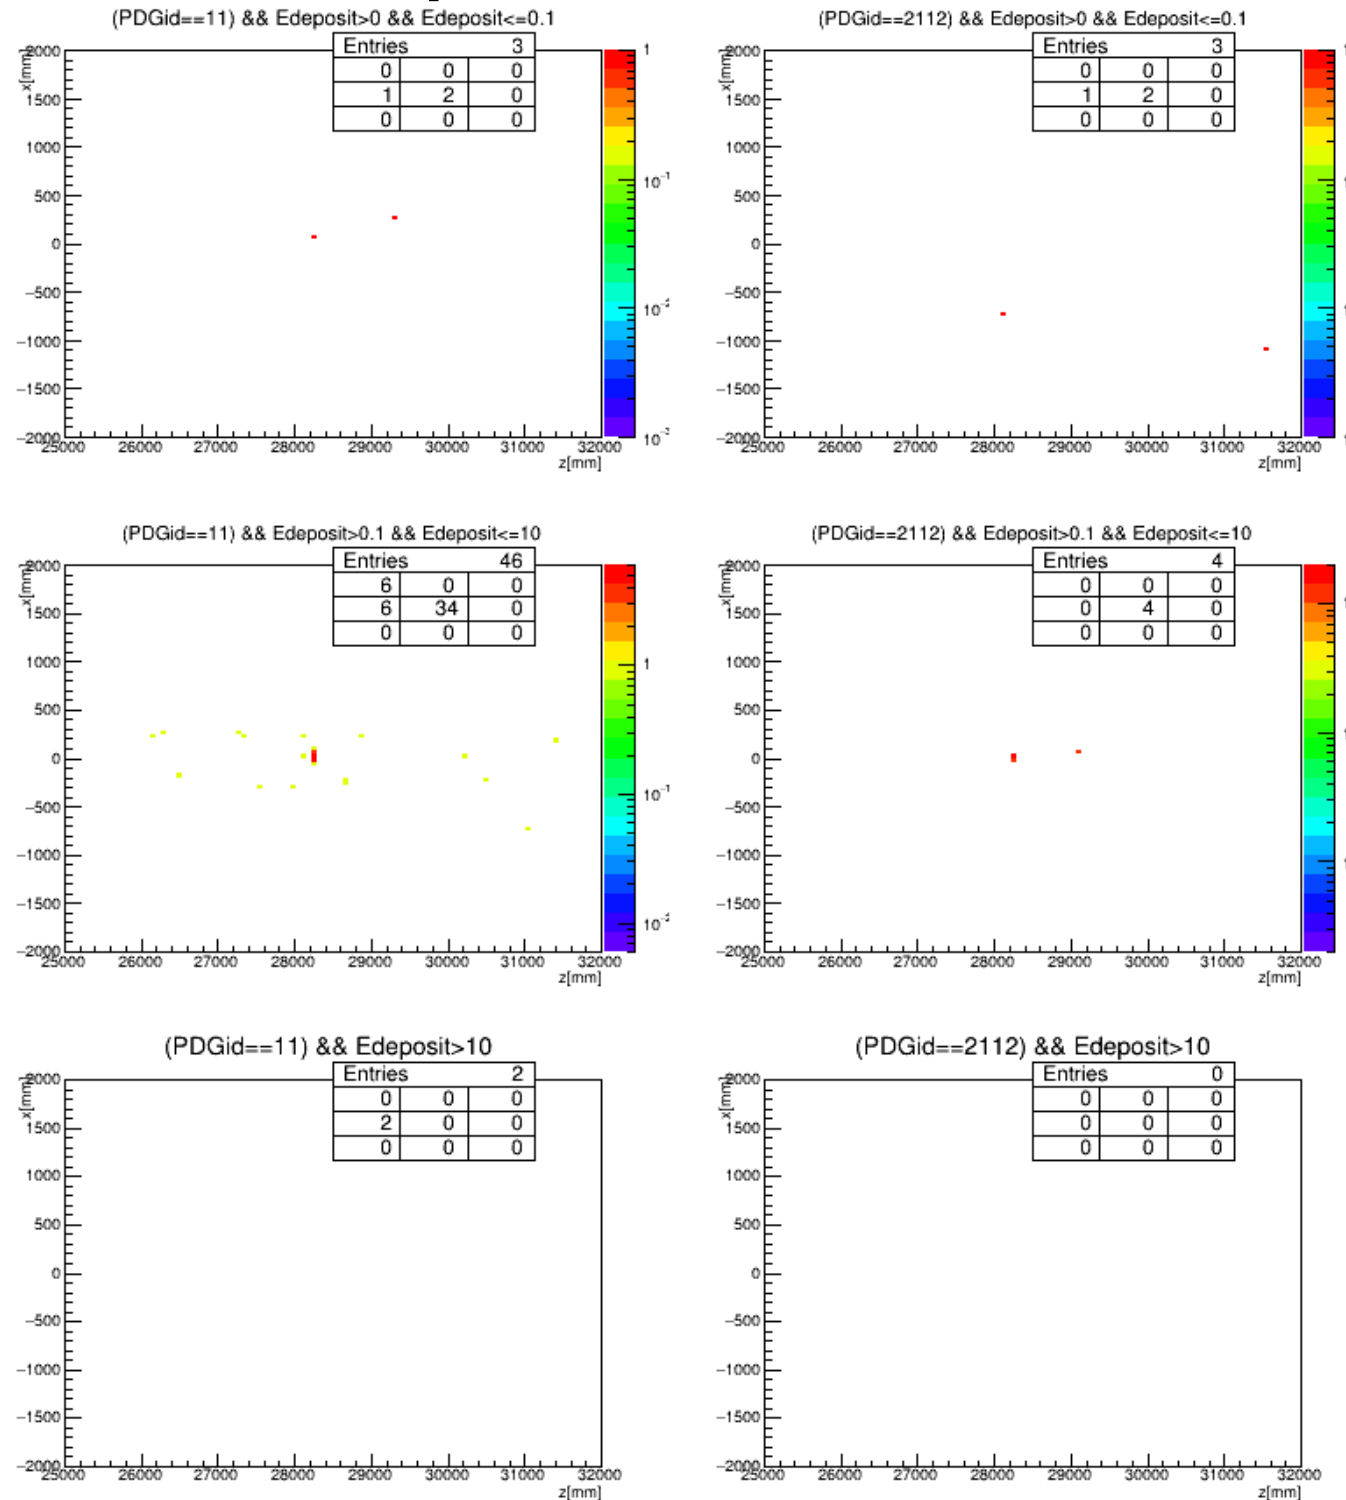 (PDGid==11) && Edeposit>0 && Edeposit<=0.1
x[mm]
Entries 3
0 0 0
1 2 0
0 0 0
2000
1500
1000
500
0
−500
−1000
−1500
−2000
25000 26000 27000 28000 29000 30000 31000 32000
z[mm]
1
10⁻¹
10⁻²
(PDGid==2112) && Edeposit>0 && Edeposit<=0.1
x[mm]
Entries 3
0 0 0
1 2 0
0 0 0
2000
1500
1000
500
0
−500
−1000
−1500
−2000
25000 26000 27000 28000 29000 30000 31000 32000
z[mm]
(PDGid==11) && Edeposit>0.1 && Edeposit<=10
x[mm]
Entries 46
6 0 0
6 34 0
0 0 0
2000
1500
1000
500
0
−500
−1000
−1500
−2000
25000 26000 27000 28000 29000 30000 31000 32000
z[mm]
1
10⁻¹
10⁻²
(PDGid==2112) && Edeposit>0.1 && Edeposit<=10
x[mm]
Entries 4
0 0 0
0 4 0
0 0 0
2000
1500
1000
500
0
−500
−1000
−1500
−2000
25000 26000 27000 28000 29000 30000 31000 32000
z[mm]
(PDGid==11) && Edeposit>10
x[mm]
Entries 2
0 0 0
2 0 0
0 0 0
2000
1500
1000
500
0
−500
−1000
−1500
−2000
25000 26000 27000 28000 29000 30000 31000 32000
z[mm]
(PDGid==2112) && Edeposit>10
x[mm]
Entries 0
0 0 0
0 0 0
0 0 0
2000
1500
1000
500
0
−500
−1000
−1500
−2000
25000 26000 27000 28000 29000 30000 31000 32000
z[mm]